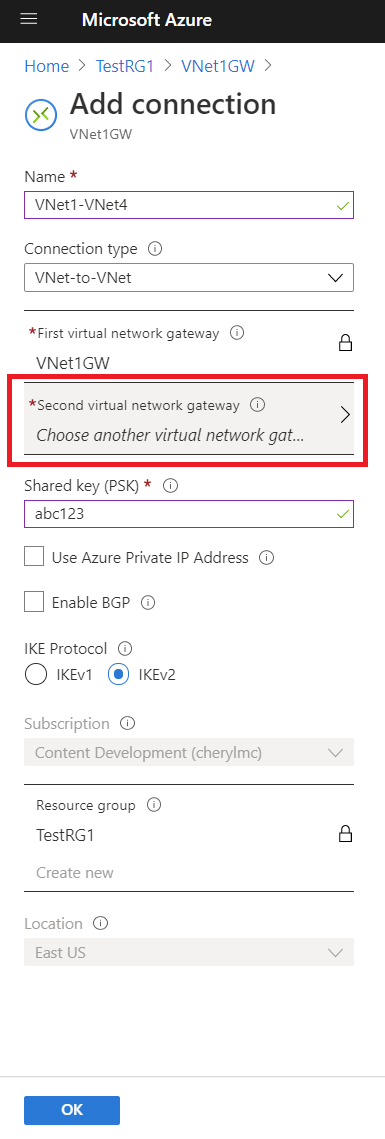 Microsoft Azure
Home > TestRG1 > VNet1GW >
Add connection
VNet1GW
Name *
VNet1-VNet4
Connection type
VNet-to-VNet
*First virtual network gateway
VNet1GW
*Second virtual network gateway
Choose another virtual network gat...
Shared key (PSK) *
abc123
Use Azure Private IP Address
Enable BGP
IKE Protocol
IKEv1 IKEv2
Subscription
Content Development (cherylmc)
Resource group
TestRG1
Create new
Location
East US
OK